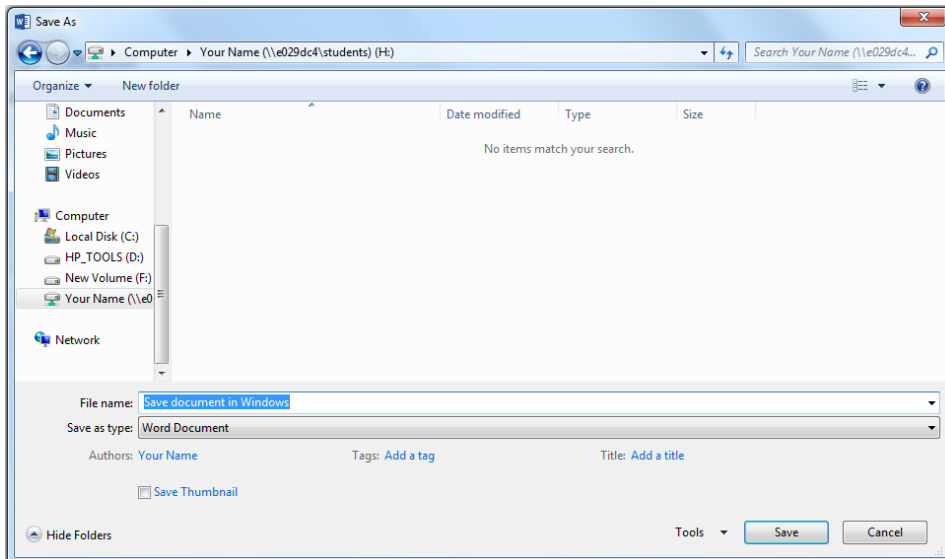 Save As
Computer Your Name (\\e029dc4\students) (H:) Search Your Name (\\e029dc4...
Organize New folder
Documents Name Date modified Type Size
Music
Pictures No items match your search.
Videos
Computer
Local Disk (C:)
HP_TOOLS (D:)
New Volume (F:)
Your Name (\\e0
Network
File name: Save document in Windows
Save as type: Word Document
Authors: Your Name Tags: Add a tag Title: Add a title
Save Thumbnail
Hide Folders Tools Save Cancel